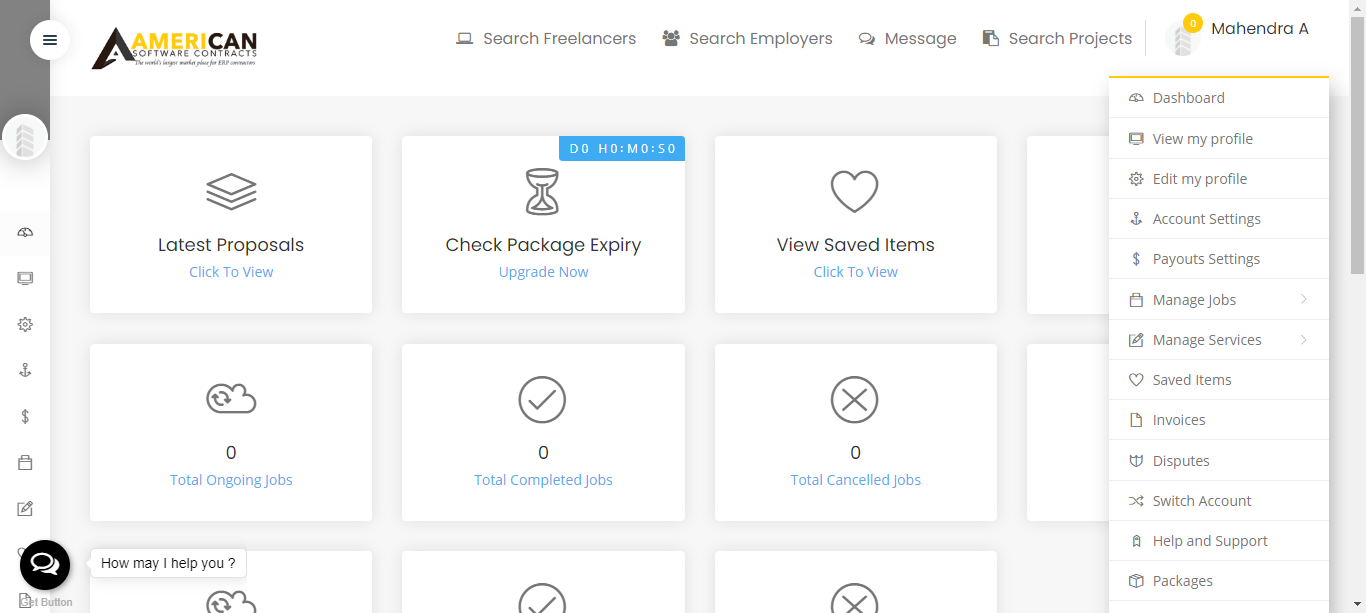 AMERICAN
SOFTWARE CONTRACTS
The world's largest market place for ERP contractors
Search Freelancers
Search Employers
Message
Search Projects
0
Mahendra A
Dashboard
View my profile
Edit my profile
Account Settings
Payouts Settings
Manage Jobs
Manage Services
Saved Items
Invoices
Disputes
Switch Account
Help and Support
Packages
D0 H0:M0:S0
Latest Proposals
Click To View
Check Package Expiry
Upgrade Now
View Saved Items
Click To View
0
Total Ongoing Jobs
0
Total Completed Jobs
0
Total Cancelled Jobs
How may I help you ?
Get Button